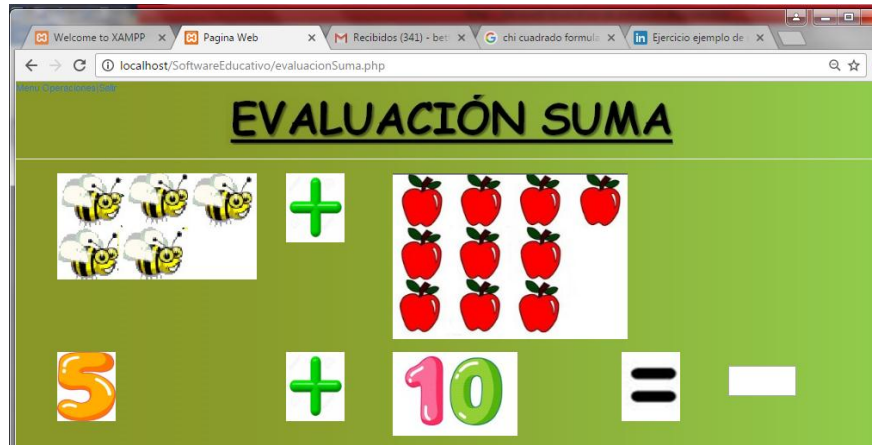 Welcome to XAMPP
Pagina Web
Recibidos (341) - bet
chi cuadrado formula
Ejercicio ejemplo de
localhost/SoftwareEducativo/evaluacionSuma.php
Menu Operaciones|Salir
EVALUACIÓN SUMA
+
5 + 10 =